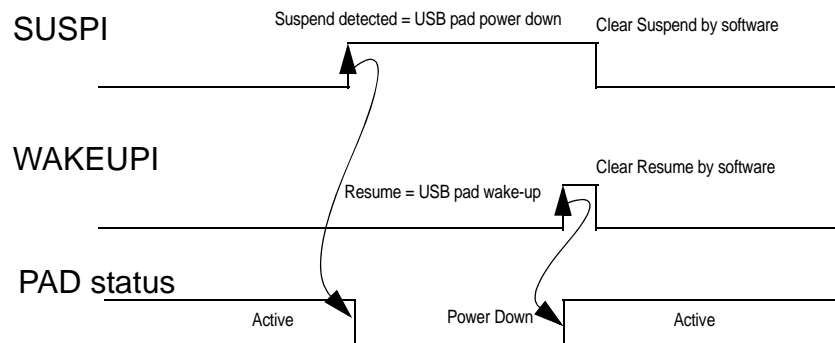 SUSPI
Suspend detected = USB pad power down
Clear Suspend by software
WAKEUPI
Resume = USB pad wake-up
Clear Resume by software
PAD status
Active
Power Down
Active